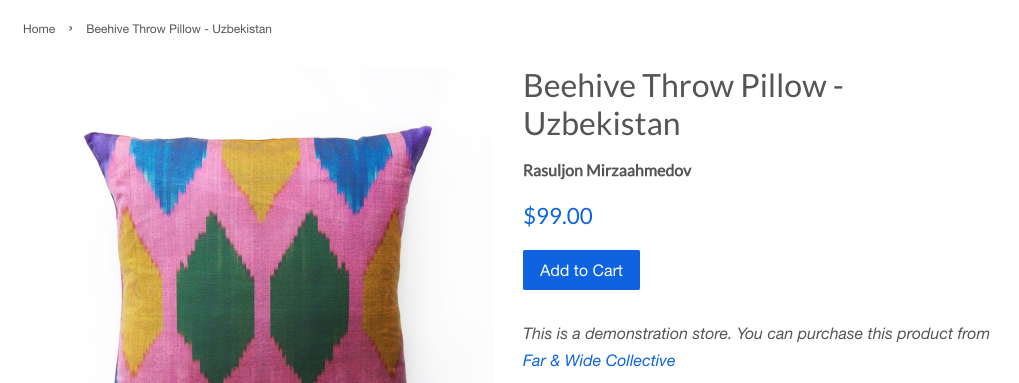 Home › Beehive Throw Pillow - Uzbekistan
Beehive Throw Pillow -
Uzbekistan
Rasuljon Mirzaahmedov
$99.00
Add to Cart
This is a demonstration store. You can purchase this product from
Far & Wide Collective